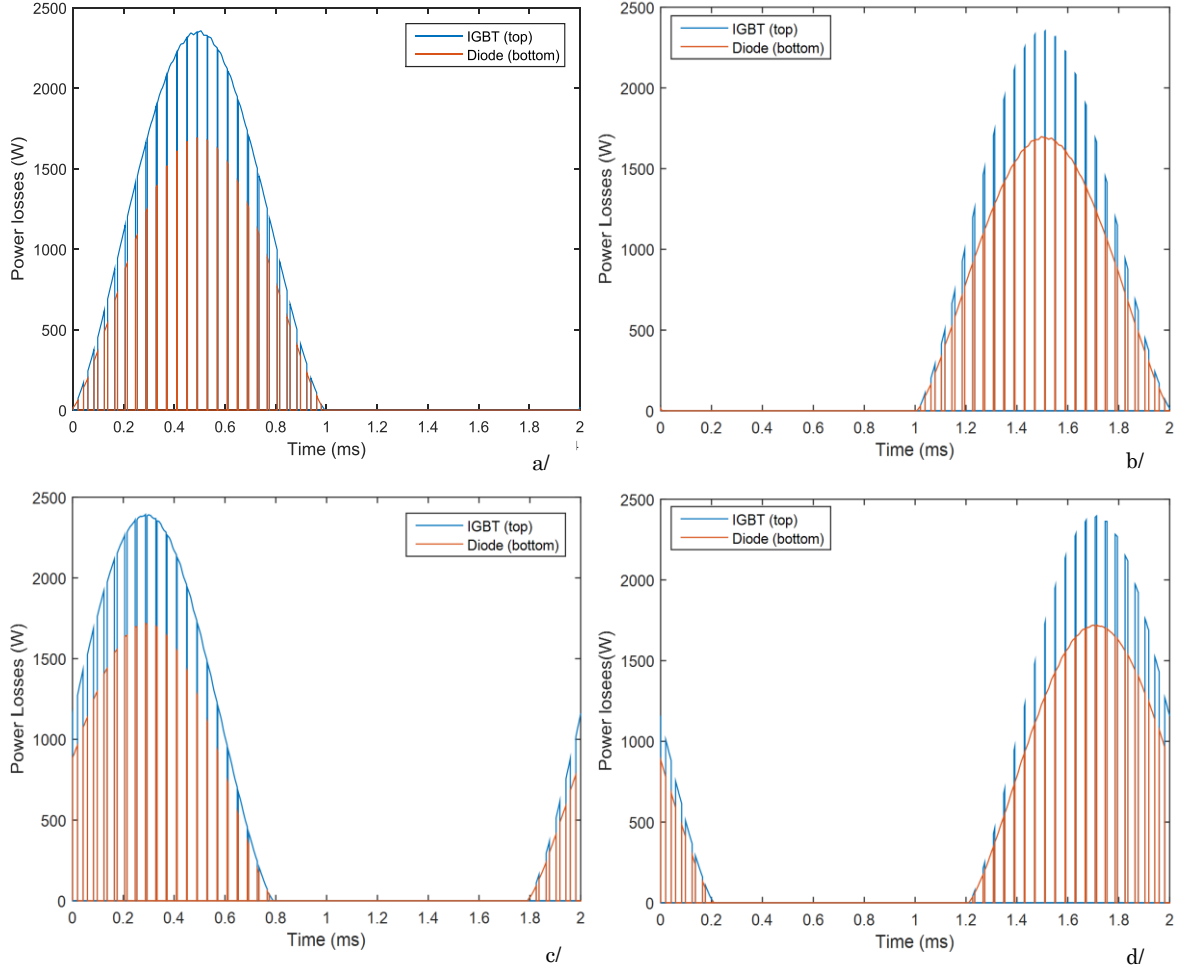 2500
2000
1500
1000
500
0
Power losses (W)
IGBT (top)
Diode (bottom)
0 0.2 0.4 0.6 0.8 1 1.2 1.4 1.6 1.8 2
Time (ms)
a/
2500
2000
1500
1000
500
0
Power Losses (W)
IGBT (top)
Diode (bottom)
0 0.2 0.4 0.6 0.8 1 1.2 1.4 1.6 1.8 2
Time (ms)
b/
2500
2000
1500
1000
500
0
Power Losses (W)
IGBT (top)
Diode (bottom)
0 0.2 0.4 0.6 0.8 1 1.2 1.4 1.6 1.8 2
Time (ms)
c/
2500
2000
1500
1000
500
0
Power losees(W)
IGBT (top)
Diode (bottom)
0 0.2 0.4 0.6 0.8 1 1.2 1.4 1.6 1.8 2
Time (ms)
d/